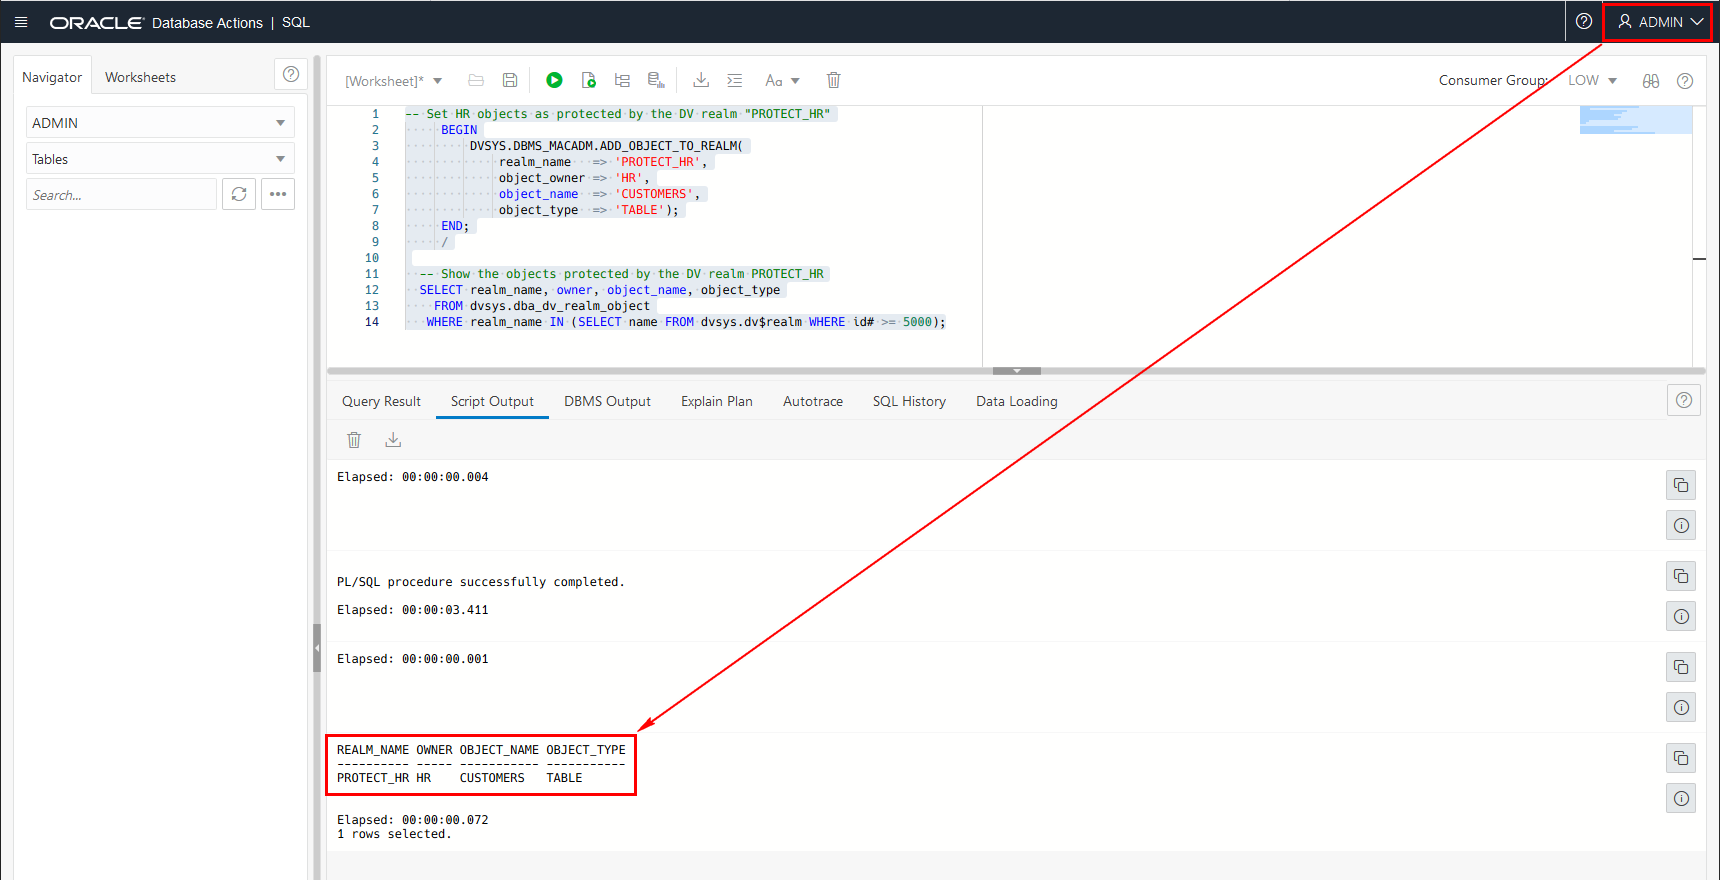 ORACLE Database Actions | SQL
ADMIN
Navigator
Worksheets
ADMIN
Tables
Search...
[Worksheet]*
Aa
Consumer Group: LOW
1 -- Set HR objects as protected by the DV realm "PROTECT_HR"
2 BEGIN
3 DVSYS.DBMS_MACADM.ADD_OBJECT_TO_REALM(
4 realm_name => 'PROTECT_HR',
5 object_owner => 'HR',
6 object_name => 'CUSTOMERS',
7 object_type => 'TABLE');
8 END;
9 /
10
11 -- Show the objects protected by the DV realm PROTECT_HR
12 SELECT realm_name, owner, object_name, object_type
13 FROM dvsys.dba_dv_realm_object
14 WHERE realm_name IN (SELECT name FROM dvsys.dv$realm WHERE id# >= 5000);
Query Result Script Output DBMS Output Explain Plan Autotrace SQL History Data Loading
Elapsed: 00:00:00.004
PL/SQL procedure successfully completed.
Elapsed: 00:00:03.411
Elapsed: 00:00:00.001
REALM_NAME OWNER OBJECT_NAME OBJECT_TYPE
---------- ----- ----------- -----------
PROTECT_HR HR CUSTOMERS TABLE
Elapsed: 00:00:00.072
1 rows selected.